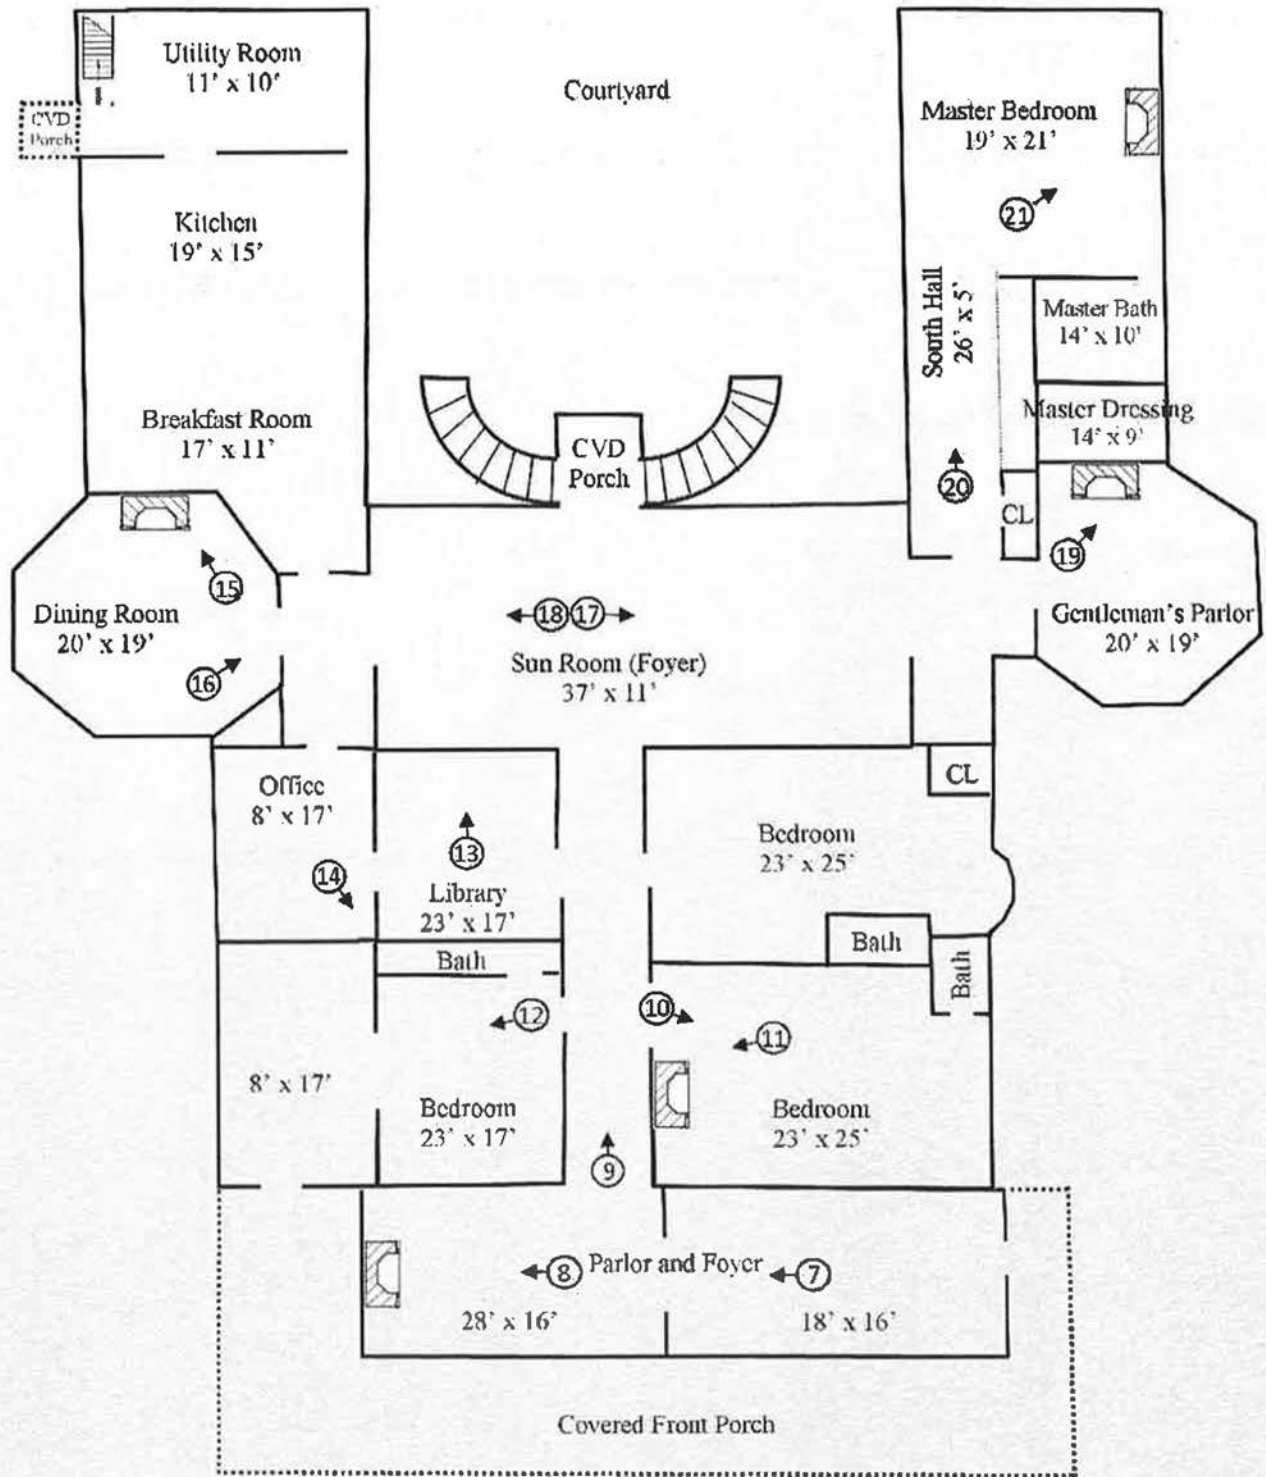 Utility Room
11' x 10'
CVD
Porch
Courtyard
Master Bedroom
19' x 21'
21
Kitchen
19' x 15'
South Hall
26' x 5'
Master Bath
14' x 10'
Breakfast Room
17' x 11'
CVD
Porch
Master Dressing
14' x 9'
20
CL
19
15
Dining Room
20' x 19'
16
18
17
Sun Room (Foyer)
37' x 11'
Gentleman's Parlor
20' x 19'
Office
8' x 17'
14
13
Library
23' x 17'
Bath
CL
Bedroom
23' x 25'
Bath
Bath
12
10
11
8' x 17'
Bedroom
23' x 17'
Bedroom
23' x 25'
9
8
Parlor and Foyer
7
28' x 16'
18' x 16'
Covered Front Porch